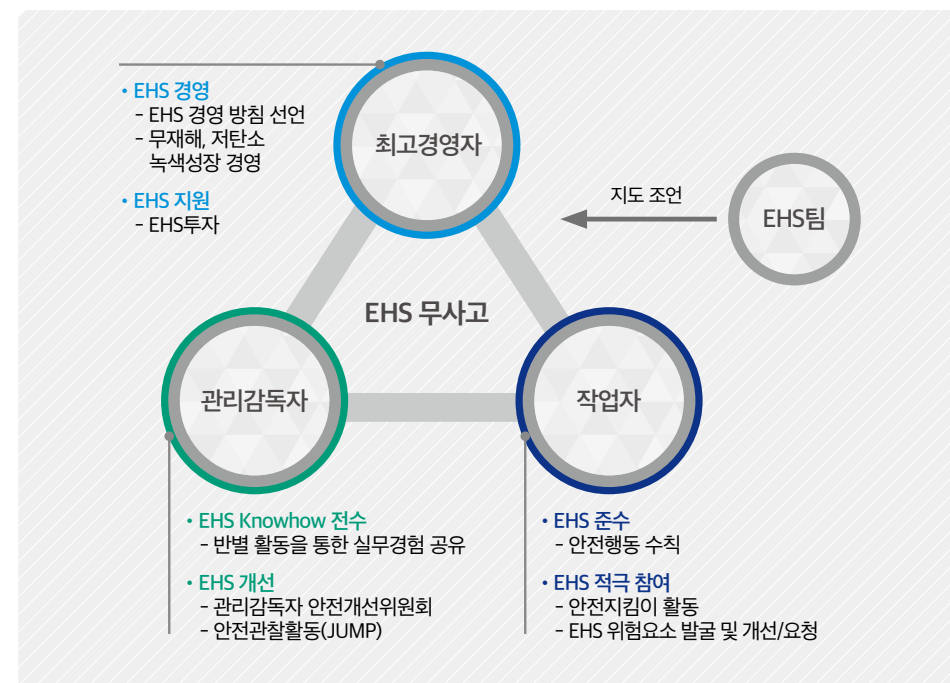 최고경영자
• EHS 경영
- EHS 경영 방침 선언
- 무재해, 저탄소
녹색성장 경영
• EHS 지원
- EHS투자
지도 조언
EHS팀
EHS 무사고
관리감독자
작업자
• EHS Knowhow 전수
- 반별 활동을 통한 실무경험 공유
• EHS 개선
- 관리감독자 안전개선위원회
- 안전관찰활동(JUMP)
• EHS 준수
- 안전행동 수칙
• EHS 적극 참여
- 안전지킴이 활동
- EHS 위험요소 발굴 및 개선/요청